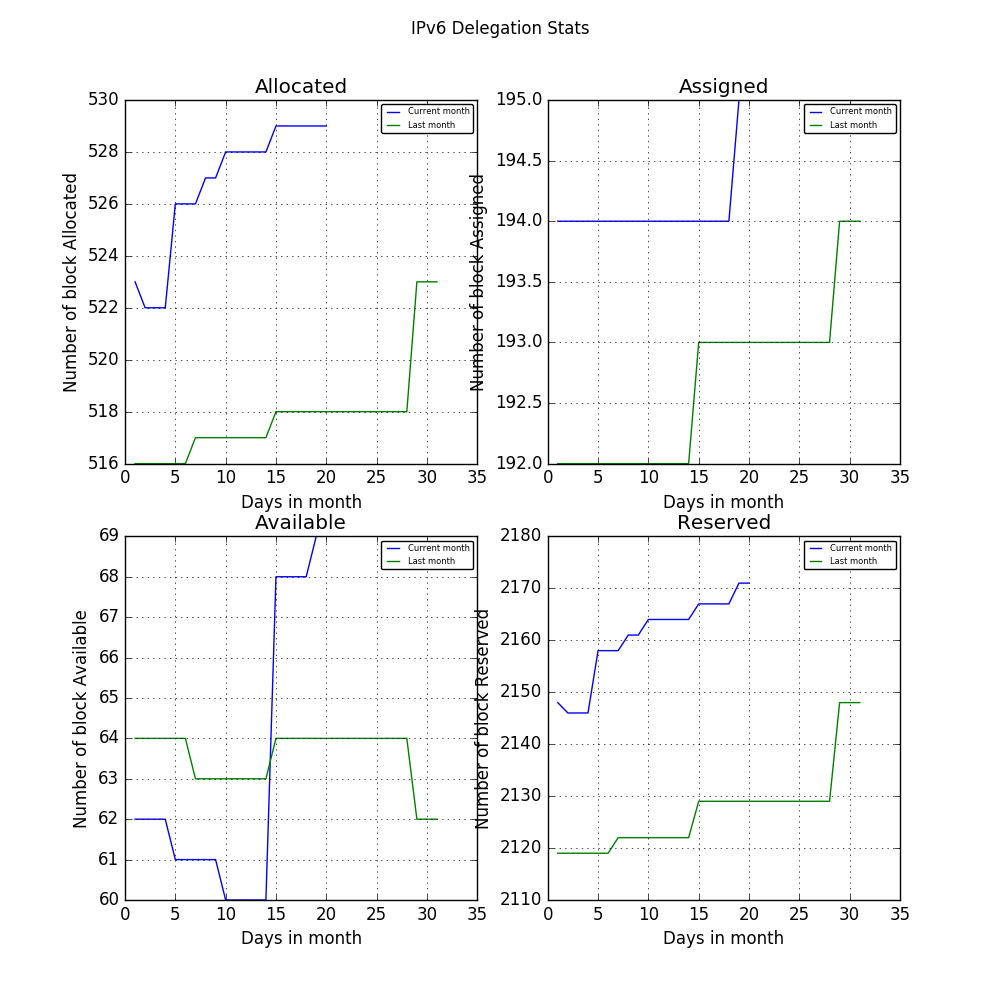 IPv6 Delegation Stats
Allocated
Number of block Allocated
530
528
526
524
522
520
518
516
0 5 10 15 20 25 30 35
Days in month
Current month
Last month
Assigned
Number of block Assigned
195.0
194.5
194.0
193.5
193.0
192.5
192.0
0 5 10 15 20 25 30 35
Days in month
Current month
Last month
Available
Number of block Available
69
68
67
66
65
64
63
62
61
60
0 5 10 15 20 25 30 35
Days in month
Current month
Last month
Reserved
Number of block Reserved
2180
2170
2160
2150
2140
2130
2120
2110
0 5 10 15 20 25 30 35
Days in month
Current month
Last month